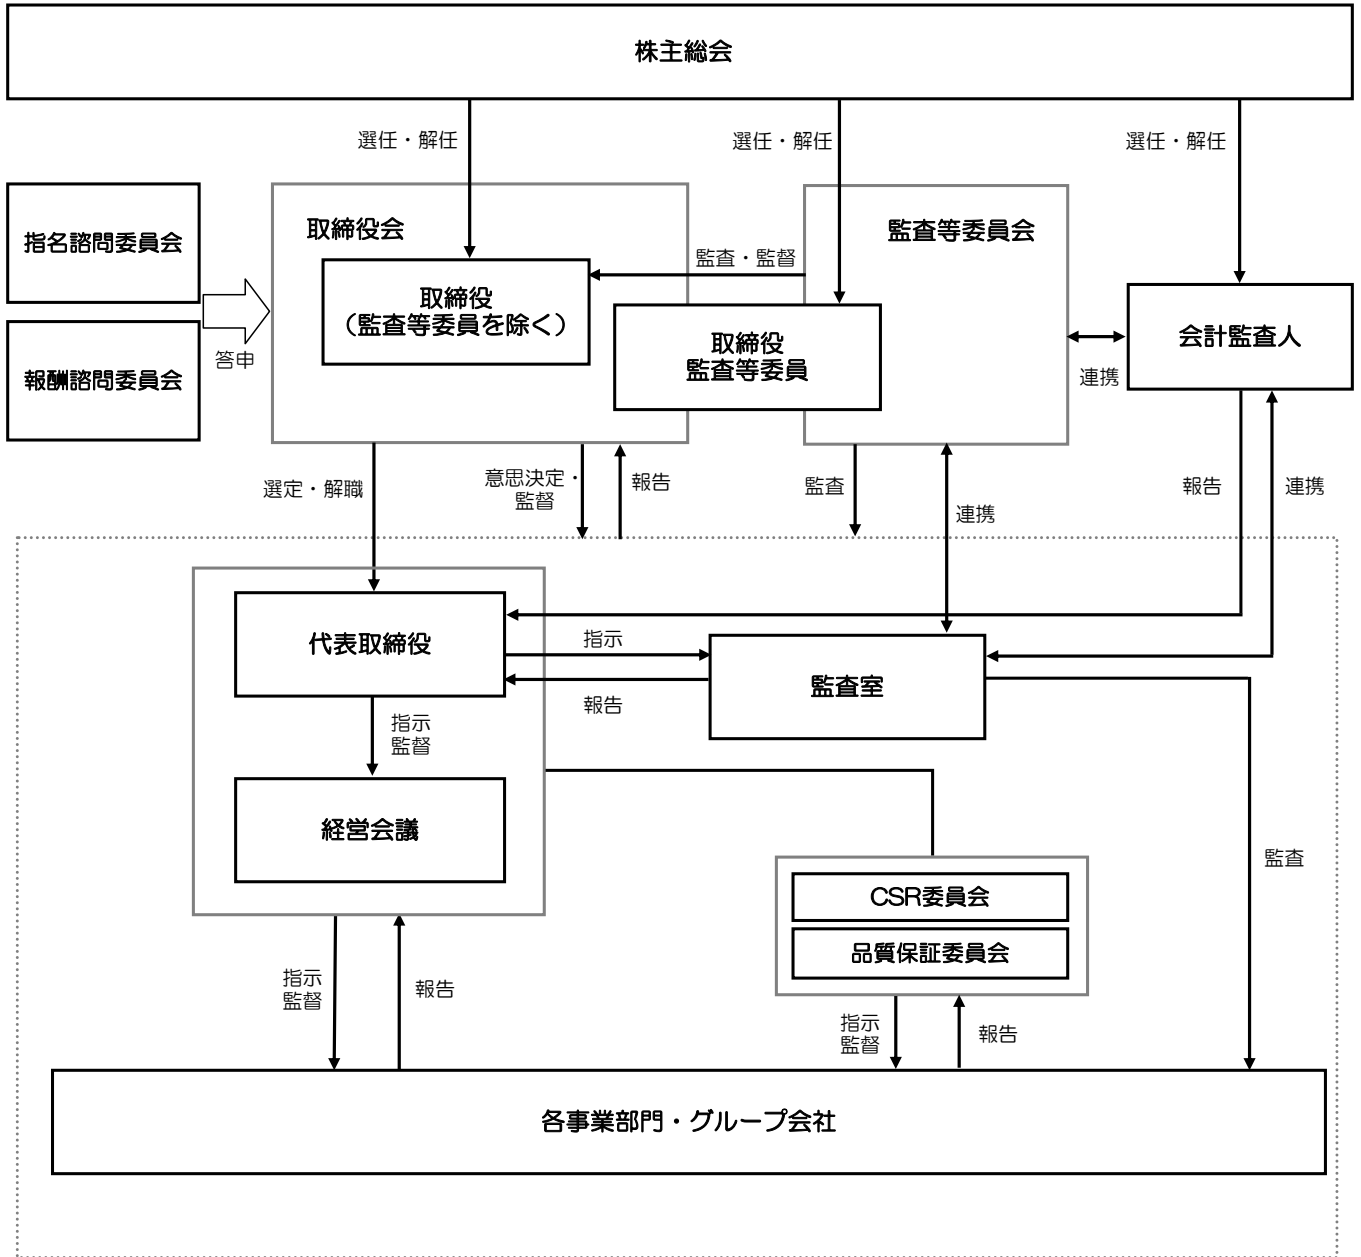 株主総会
選任・解任
選任・解任
選任・解任
指名諮問委員会
報酬諮問委員会
答申
取締役会
取締役
（監査等委員を除く）
監査・監督
監査等委員会
取締役
監査等委員
会計監査人
連携
選定・解職
意思決定・
監督
報告
監査
連携
報告
連携
代表取締役
指示
報告
監査室
指示
監督
経営会議
監査
CSR委員会
品質保証委員会
指示
監督
報告
指示
監督
報告
各事業部門・グループ会社